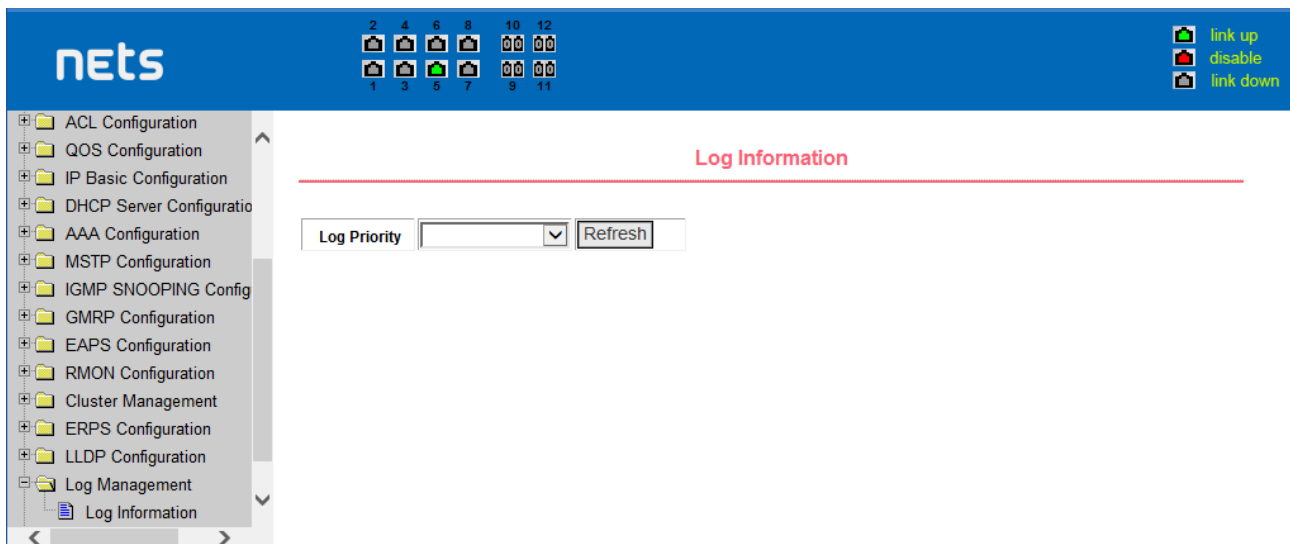 nets
2 4 6 8 10 12
1 3 5 7 9 11
link up
disable
link down
ACL Configuration
QOS Configuration
IP Basic Configuration
DHCP Server Configuratio
AAA Configuration
MSTP Configuration
IGMP SNOOPING Config
GMRP Configuration
EAPS Configuration
RMON Configuration
Cluster Management
ERPS Configuration
LLDP Configuration
Log Management
Log Information
Log Information
Log Priority Refresh